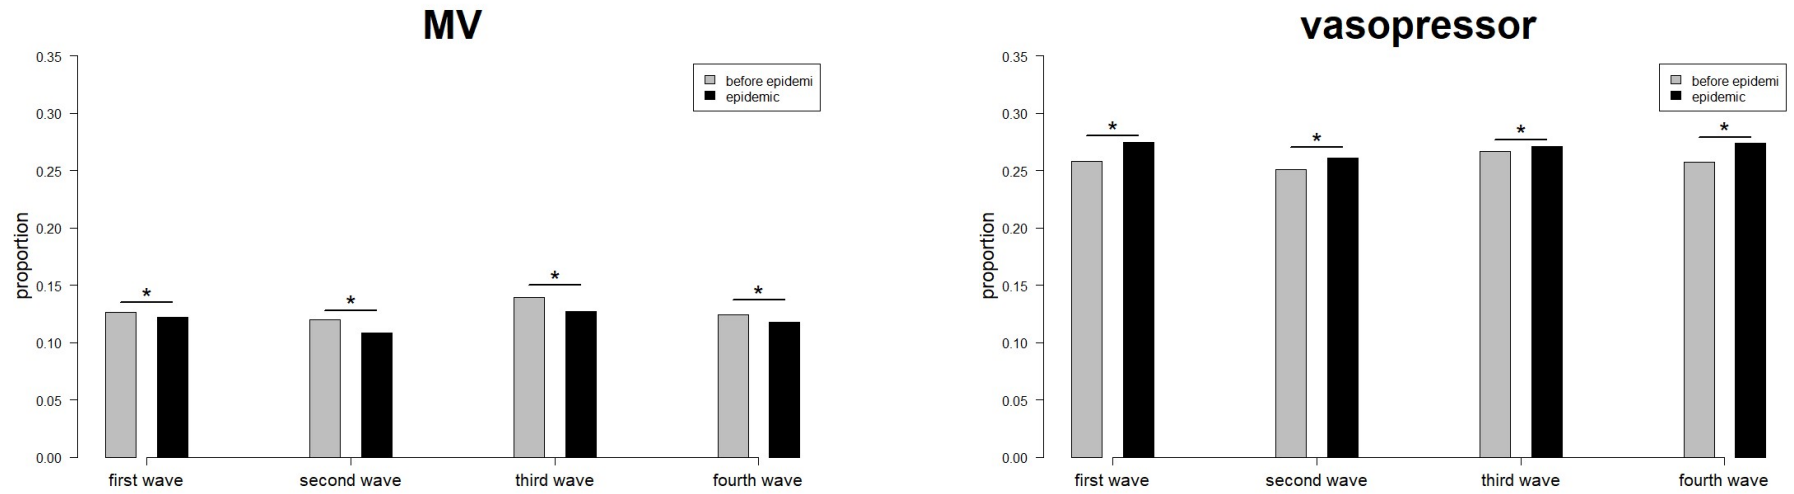 MV
0.35
0.30
0.25
0.20
0.15
0.10
0.05
0.00
proportion
before epidemi
epidemic
*
*
*
*
first wave
second wave
third wave
fourth wave
vasopressor
0.35
0.30
0.25
0.20
0.15
0.10
0.05
0.00
proportion
before epidemi
epidemic
*
*
*
*
first wave
second wave
third wave
fourth wave